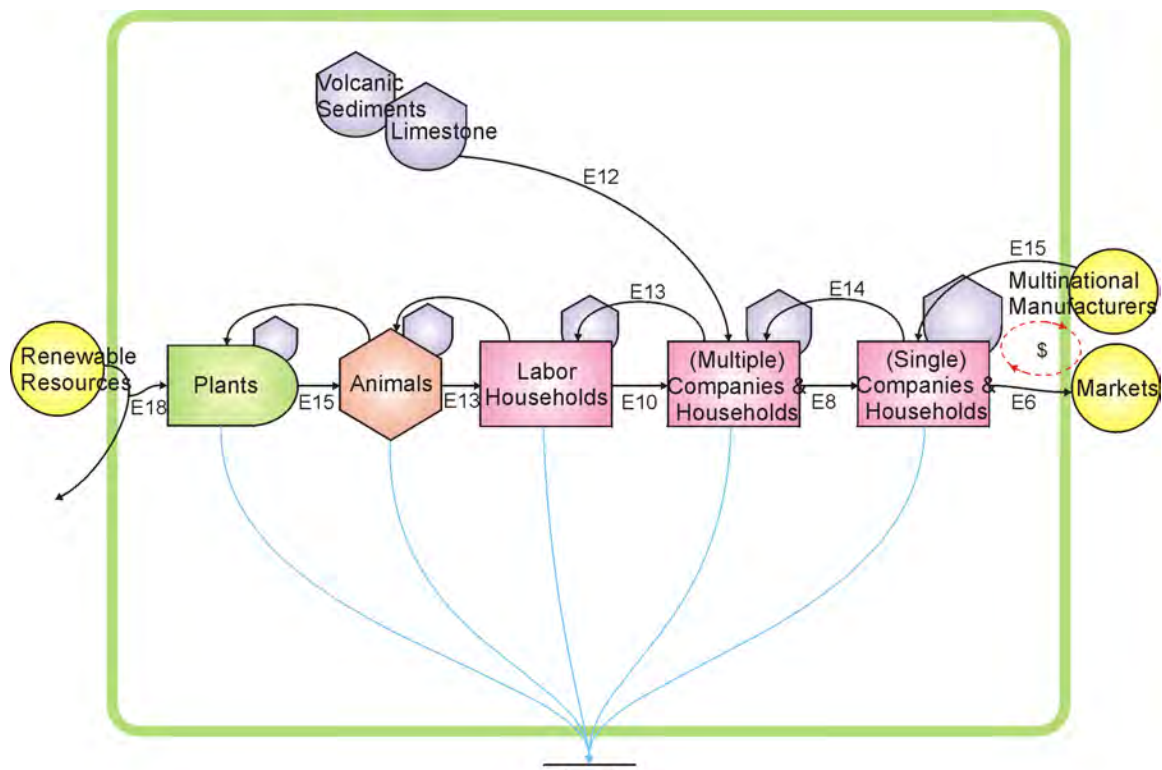 Volcanic
Sediments
Limestone
E12
E15
Multinational
Manufacturers
E13
E14
$
Renewable
Resources
E18
Plants
E15
Animals
E13
Labor
Households
E10
(Multiple)
Companies &
Households
E8
(Single)
Companies &
Households
E6
Markets